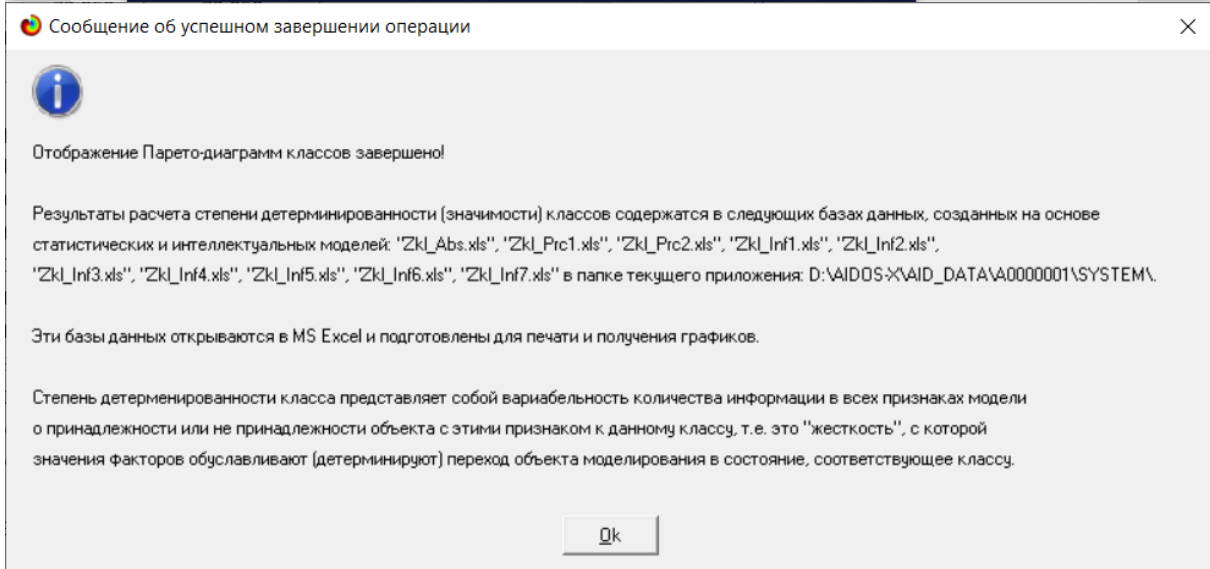 Сообщение об успешном завершении операции
Отображение Парето-диаграмм классов завершено!
Результаты расчета степени детерминированности (значимости) классов содержатся в следующих базах данных, созданных на основе
статистических и интеллектуальных моделей: "Zkl_Abs.xls", "Zkl_Prc1.xls", "Zkl_Prc2.xls", "Zkl_Inf1.xls", "Zkl_Inf2.xls",
"Zkl_Inf3.xls", "Zkl_Inf4.xls", "Zkl_Inf5.xls", "Zkl_Inf6.xls", "Zkl_Inf7.xls" в папке текущего приложения: D:\AIDOS-X\AID_DATA\A0000001\SYSTEM\.
Эти базы данных открываются в MS Excel и подготовлены для печати и получения графиков.
Степень детерменированности класса представляет собой вариабельность количества информации в всех признаках модели
о принадлежности или не принадлежности объекта с этими признаком к данному классу, т.е. это "жесткость", с которой
значения факторов обуславливают (детерминируют) переход объекта моделирования в состояние, соответствующее классу.
Ok